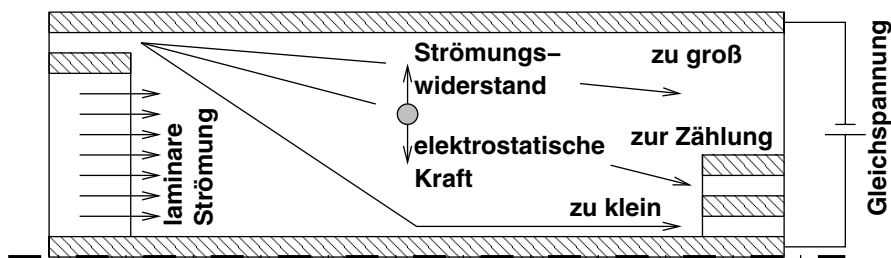 Strömungs–
widerstand
zu groß
elektrostatische
Kraft
zur Zählung
zu klein
laminare
Strömung
Gleichspannung